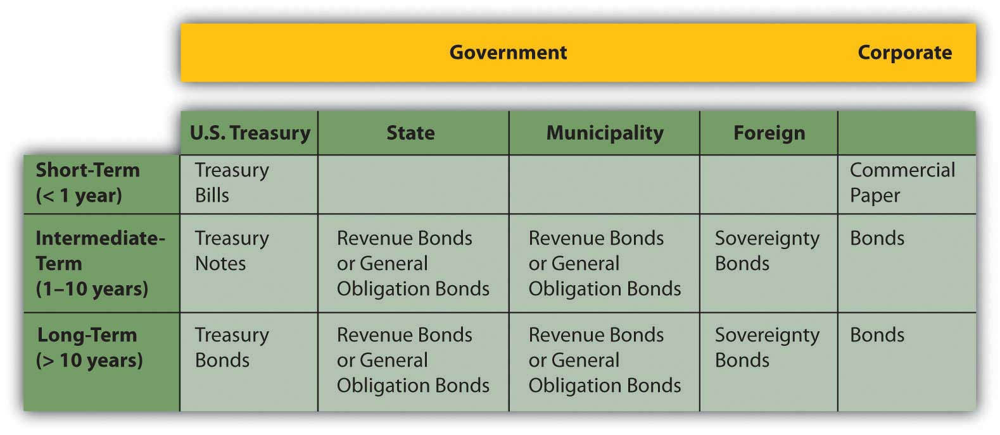 Government Corporate
U.S. Treasury State Municipality Foreign
Short-Term
(< 1 year)
Treasury
Bills
Commercial
Paper
Intermediate-
Term
(1–10 years)
Treasury
Notes
Revenue Bonds
or General
Obligation Bonds
Revenue Bonds
or General
Obligation Bonds
Sovereignty
Bonds
Bonds
Long-Term
(> 10 years)
Treasury
Bonds
Revenue Bonds
or General
Obligation Bonds
Revenue Bonds
or General
Obligation Bonds
Sovereignty
Bonds
Bonds